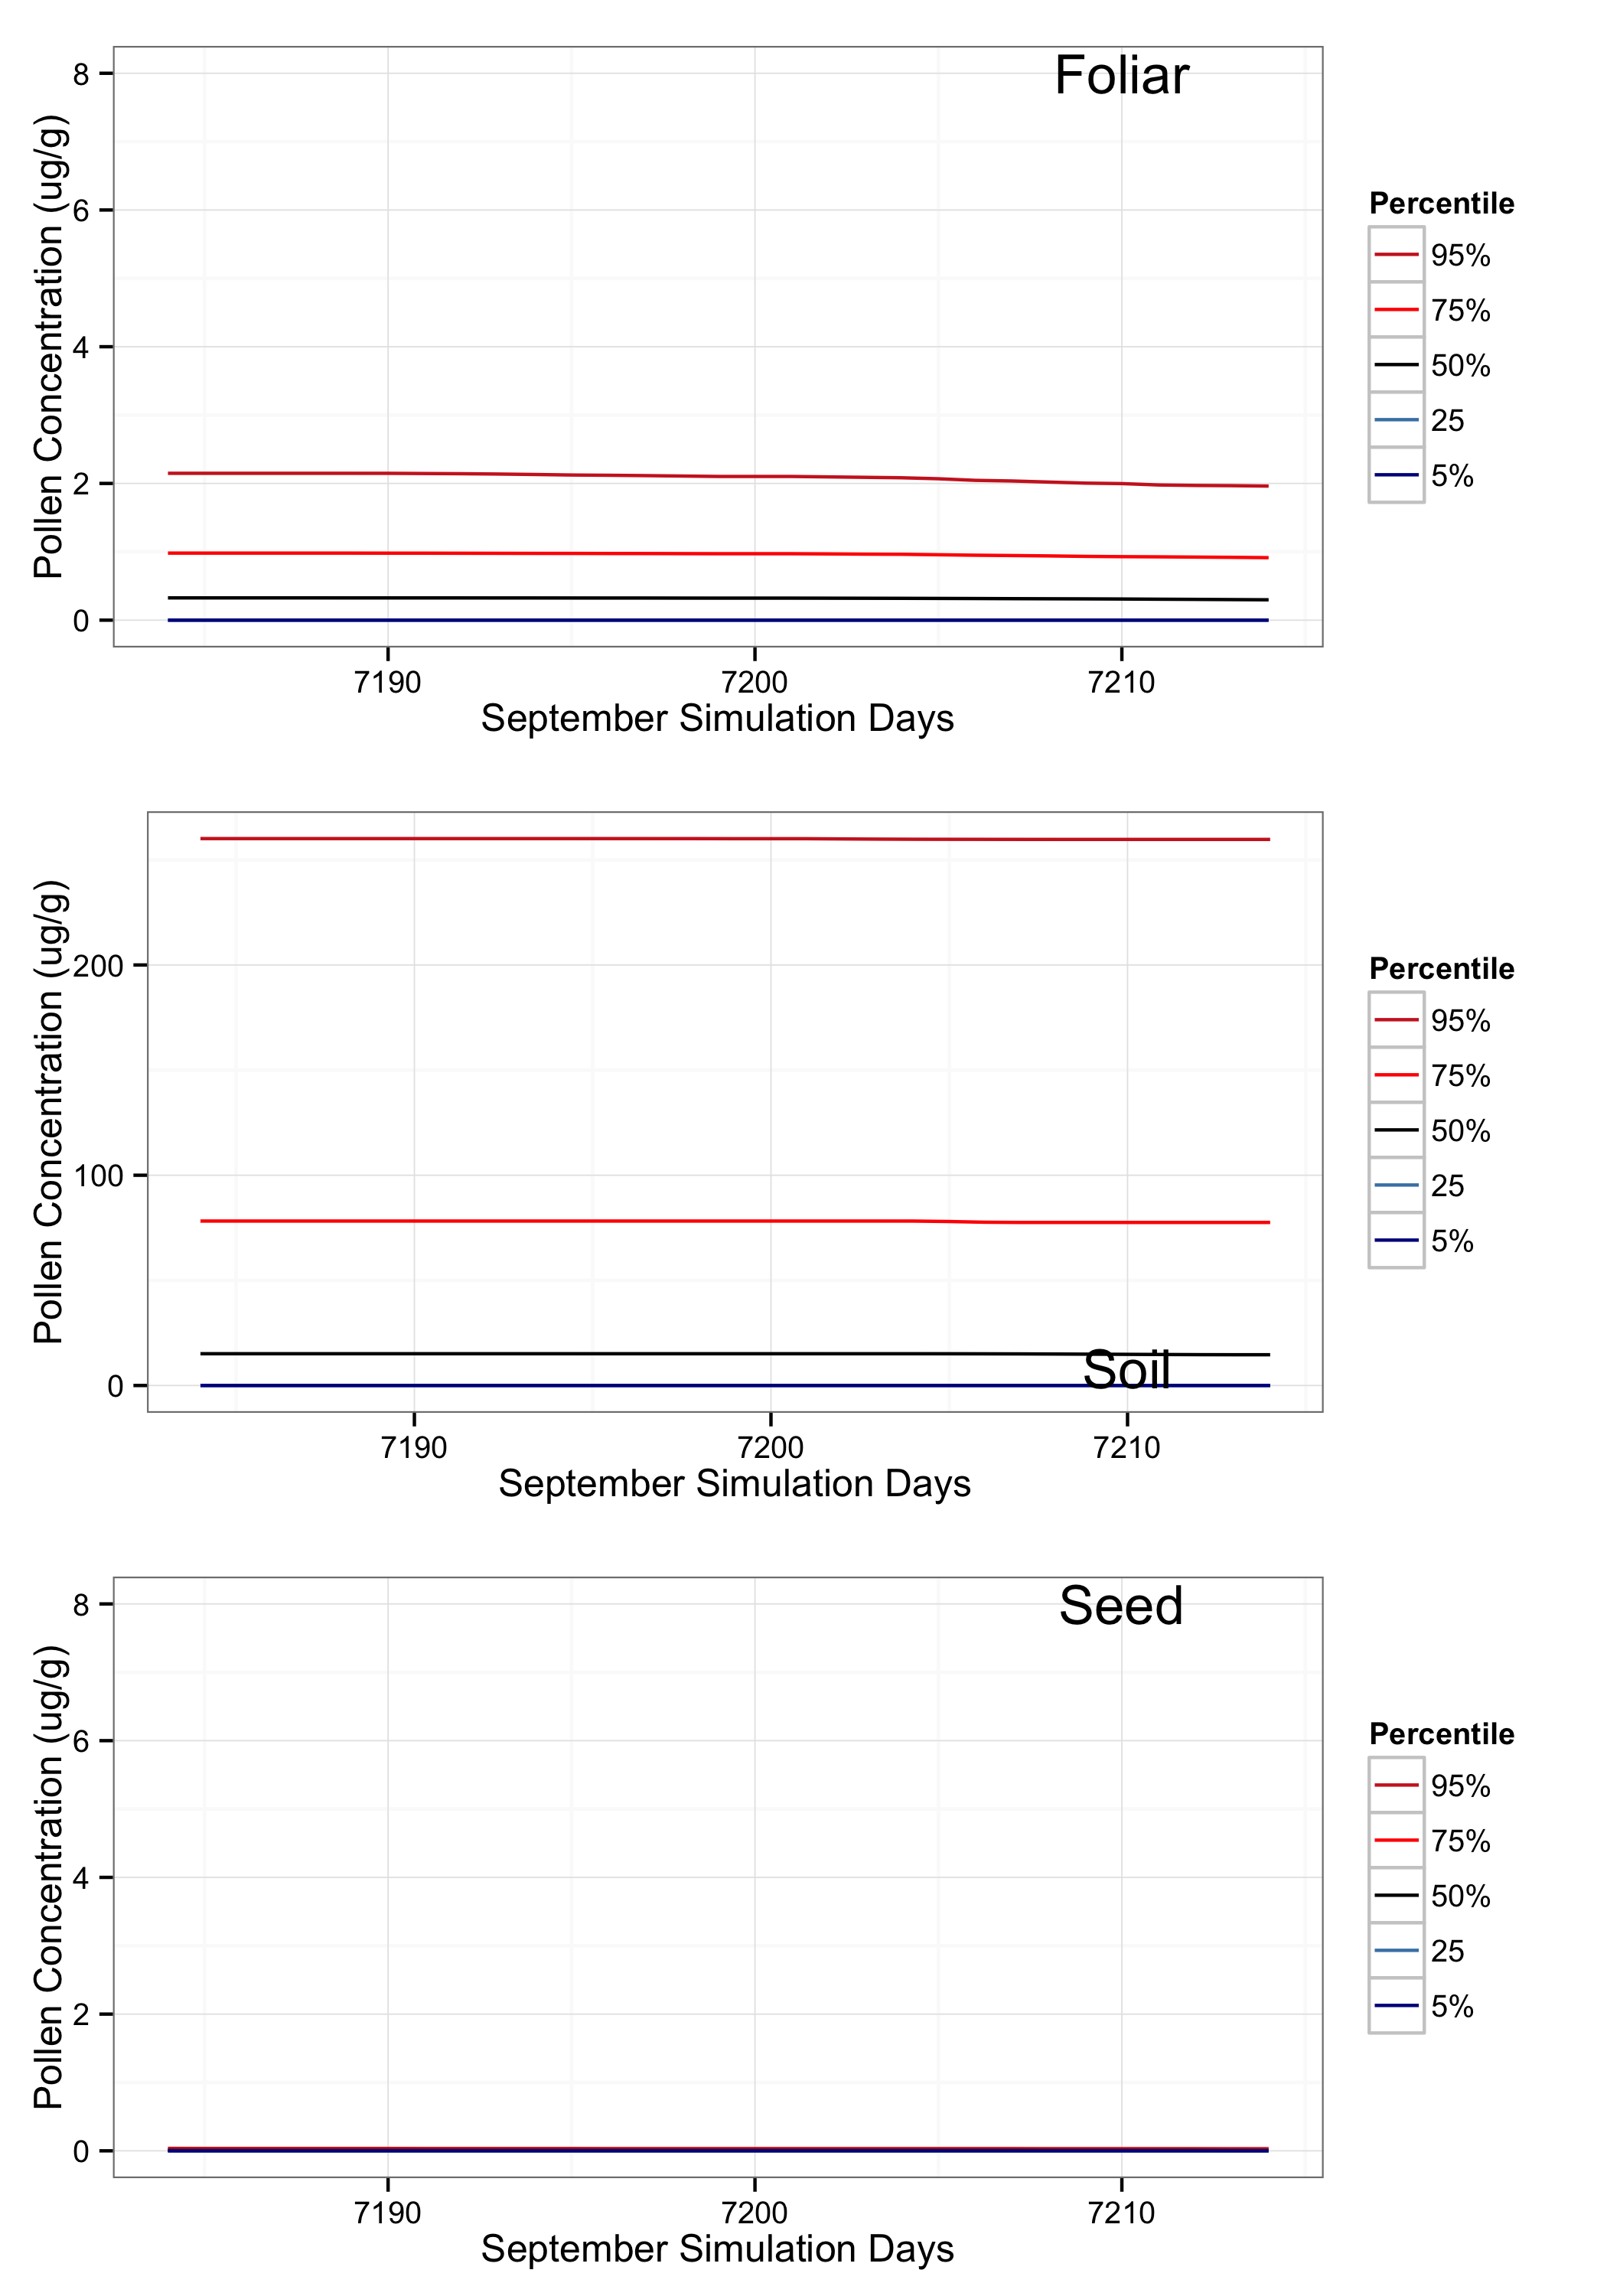 Foliar
8
6
4
2
0
Pollen Concentration (ug/g)
7190 7200 7210
September Simulation Days
Percentile
95%
75%
50%
25
5%
200
100
0
Pollen Concentration (ug/g)
Soil
7190 7200 7210
September Simulation Days
Percentile
95%
75%
50%
25
5%
Seed
8
6
4
2
0
Pollen Concentration (ug/g)
7190 7200 7210
September Simulation Days
Percentile
95%
75%
50%
25
5%